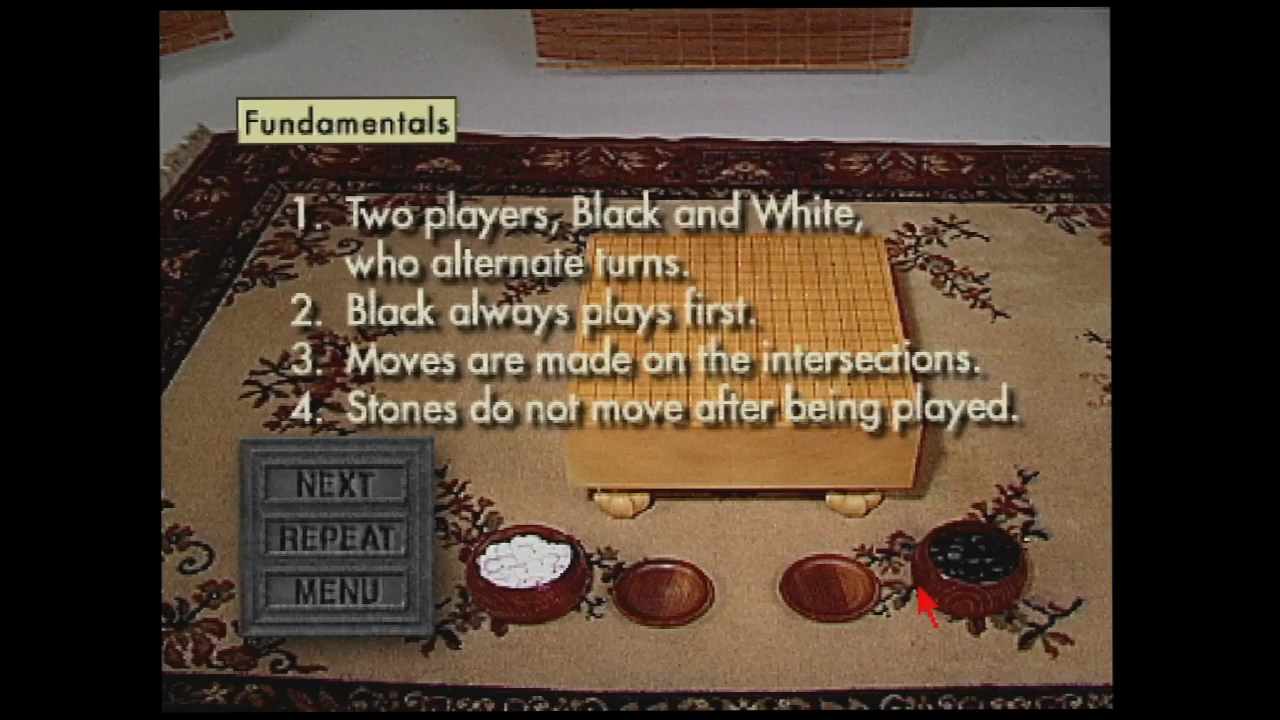 Fundamentals
1. Two players, Black and White,
who alternate turns.
2. Black always plays first.
3. Moves are made on the intersections.
4. Stones do not move after being played.
NEXT
REPEAT
MENU